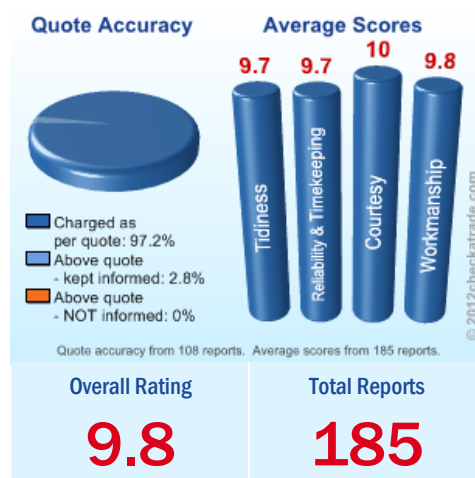 Quote Accuracy
Average Scores
9.7
9.7
10
9.8
Tidiness
Reliability & Timekeeping
Courtesy
Workmanship
Charged as
per quote: 97.2%
Above quote
- kept informed: 2.8%
Above quote
- NOT informed: 0%
© 2012checkatrade.com
Quote accuracy from 108 reports. Average scores from 185 reports.
Overall Rating
Total Reports
9.8
185